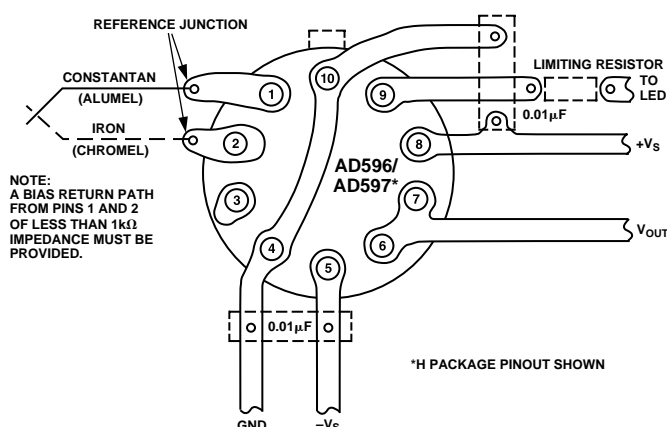 REFERENCE JUNCTION
CONSTANTAN
(ALUMEL)
IRON
(CHROMEL)
NOTE:
A BIAS RETURN PATH
FROM PINS 1 AND 2
OF LESS THAN 1kΩ
IMPEDANCE MUST BE
PROVIDED.
1
2
3
4
5
6
7
8
9
10
AD596/
AD597*
LIMITING RESISTOR
TO
LED
0.01μF
+VS
VOUT
0.01μF
*H PACKAGE PINOUT SHOWN
GND
–VS